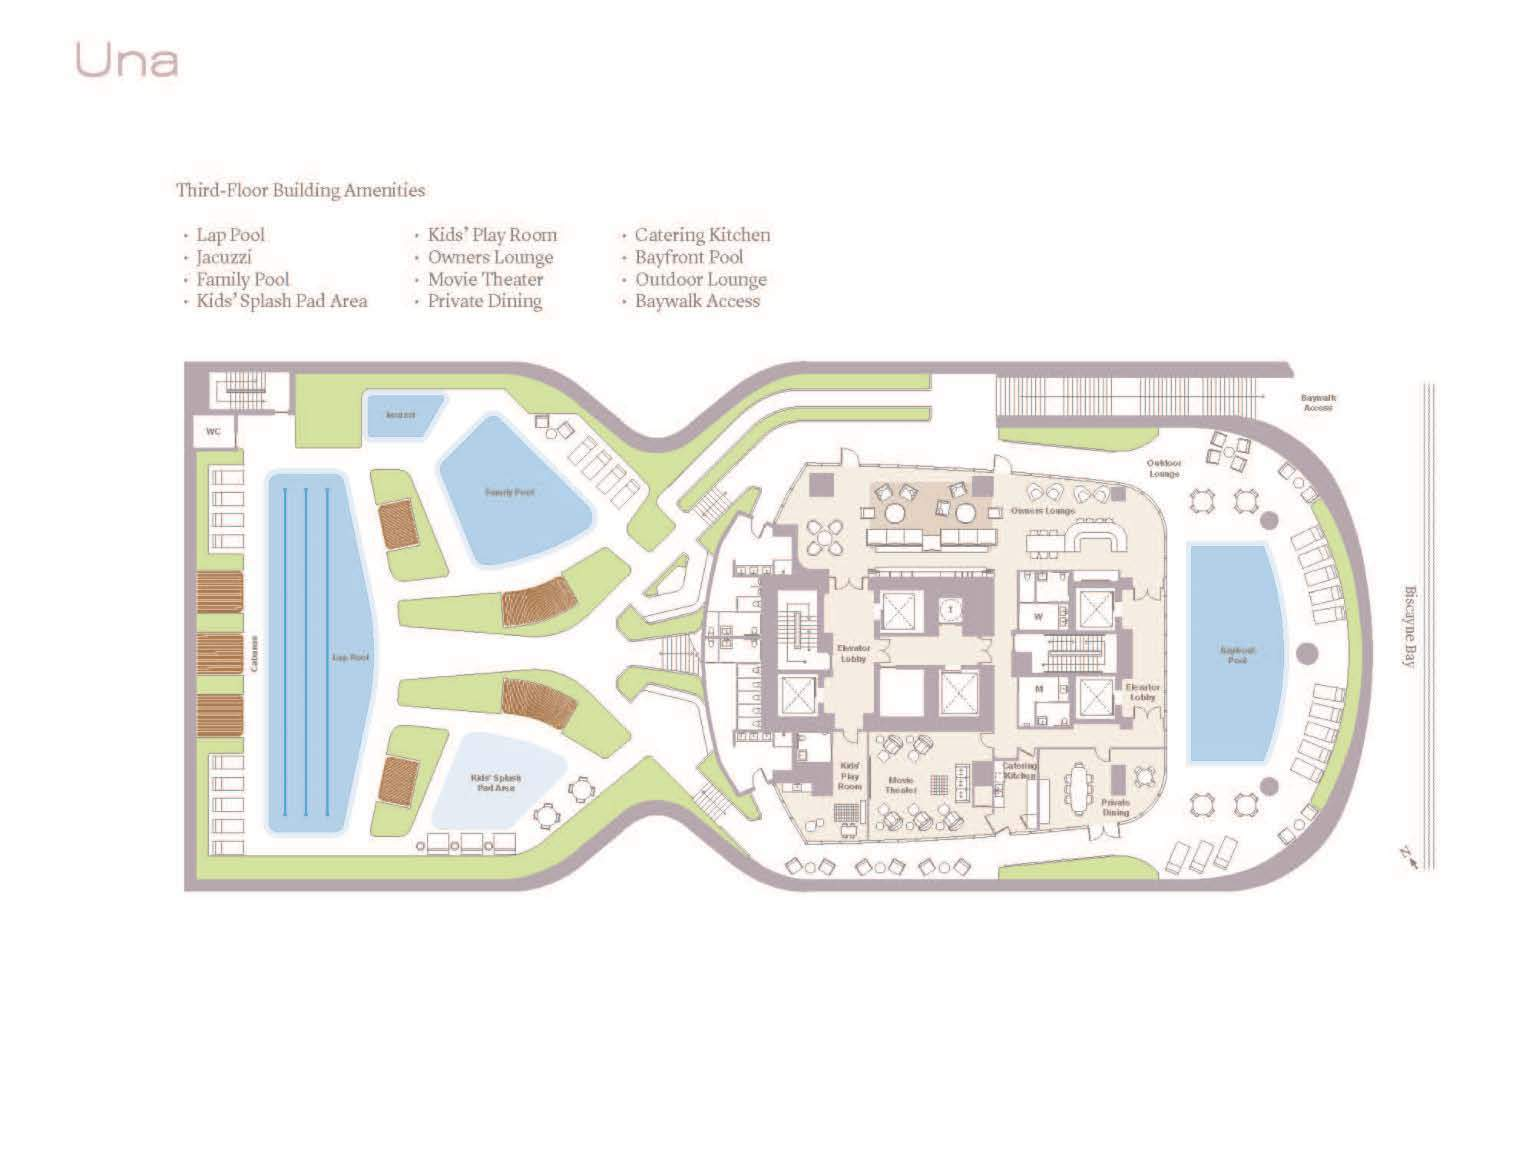 Una
Third-Floor Building Amenities
• Lap Pool
• Jacuzzi
• Family Pool
• Kids' Splash Pad Area
• Kids' Play Room
• Owners Lounge
• Movie Theater
• Private Dining
• Catering Kitchen
• Bayfront Pool
• Outdoor Lounge
• Baywalk Access
Jacuzzi
Baywalk
Access
WC
Outdoor
Lounge
Family Pool
Owners Lounge
T
W
Cabanas
Lap Pool
Elevator
Lobby
Bayfront
Pool
Biscayne Bay
M
Elevator
Lobby
Kids' Splash
Pad Area
Kids'
Play
Room
Movie
Theater
Catering
Kitchen
Private
Dining
N